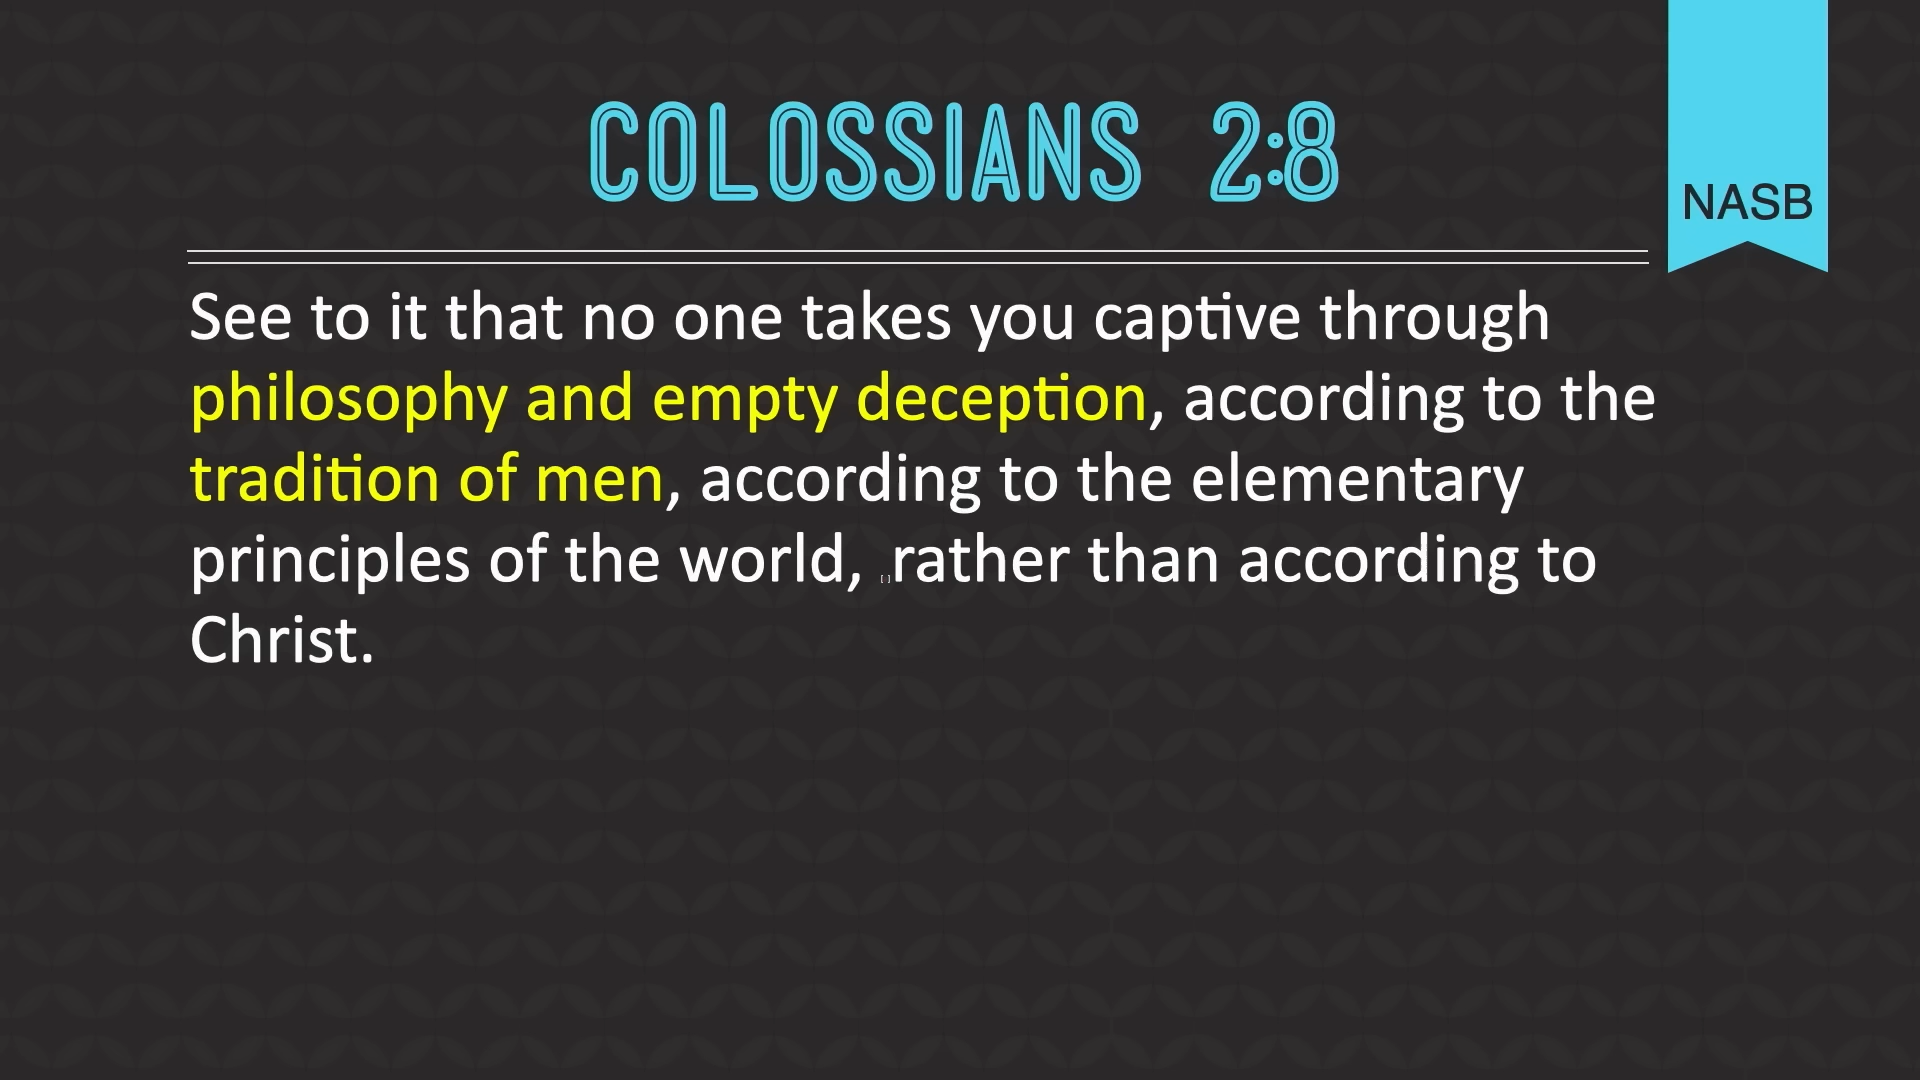 COLOSSIANS 2:8
NASB
See to it that no one takes you captive through
philosophy and empty deception, according to the
tradition of men, according to the elementary
principles of the world, [ ]rather than according to
Christ.